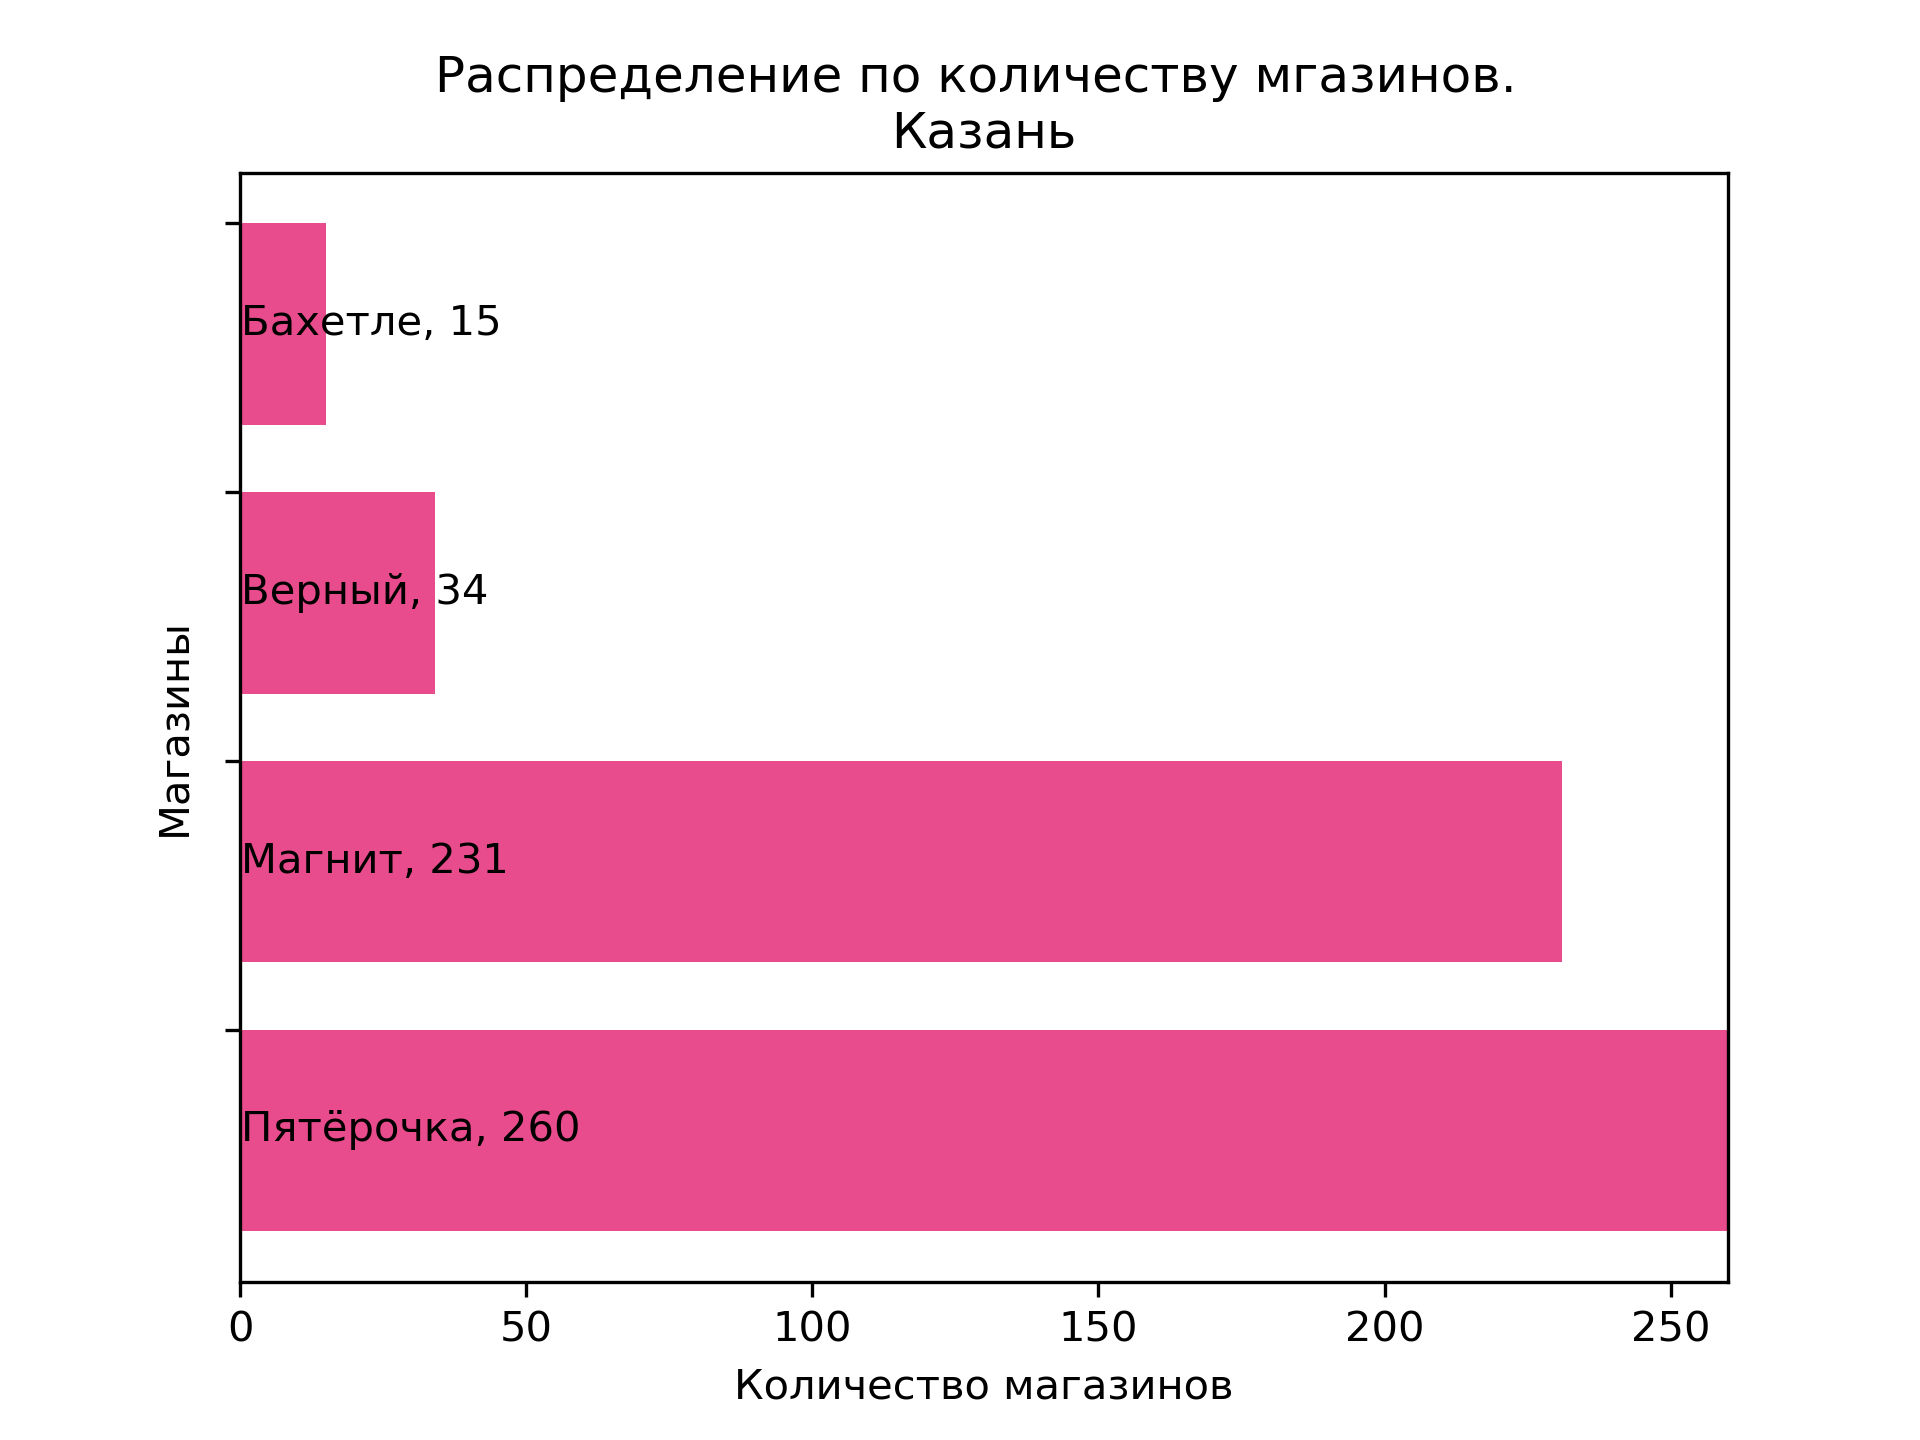 Распределение по количеству мгазинов.
Казань
Бахетле, 15
Верный, 34
Магнит, 231
Пятёрочка, 260
Магазины
0 50 100 150 200 250
Количество магазинов